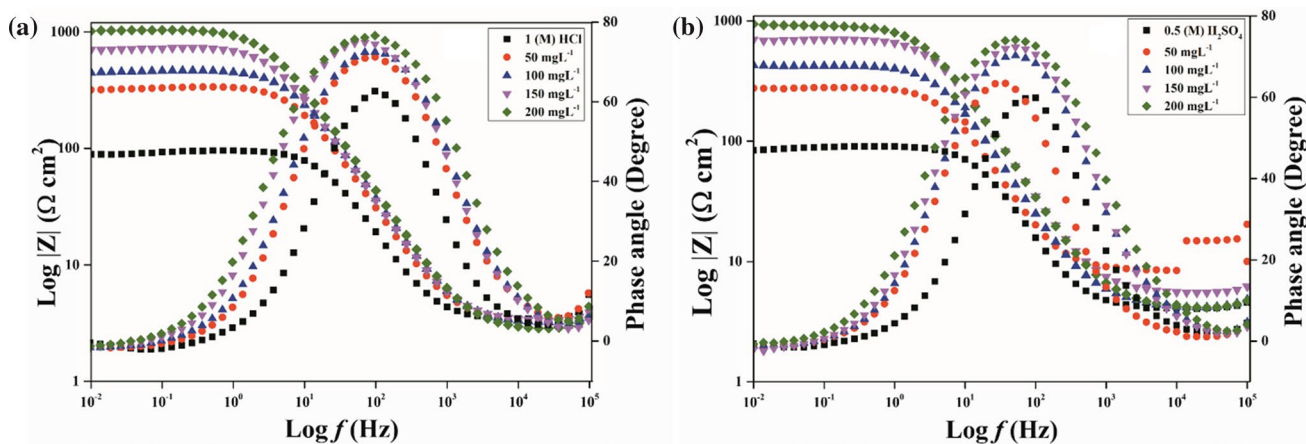 (a)
1000
100
10
1
Log |Z| (Ω cm²)
10⁻² 10⁻¹ 10⁰ 10¹ 10² 10³ 10⁴ 10⁵
Log f (Hz)
80
60
40
20
0
Phase angle (Degree)
1 (M) HCl
50 mgL⁻¹
100 mgL⁻¹
150 mgL⁻¹
200 mgL⁻¹
(b)
1000
100
10
1
Log |Z| (Ω cm²)
10⁻² 10⁻¹ 10⁰ 10¹ 10² 10³ 10⁴ 10⁵
Log f (Hz)
80
60
40
20
0
Phase angle (Degree)
0.5 (M) H₂SO₄
50 mgL⁻¹
100 mgL⁻¹
150 mgL⁻¹
200 mgL⁻¹